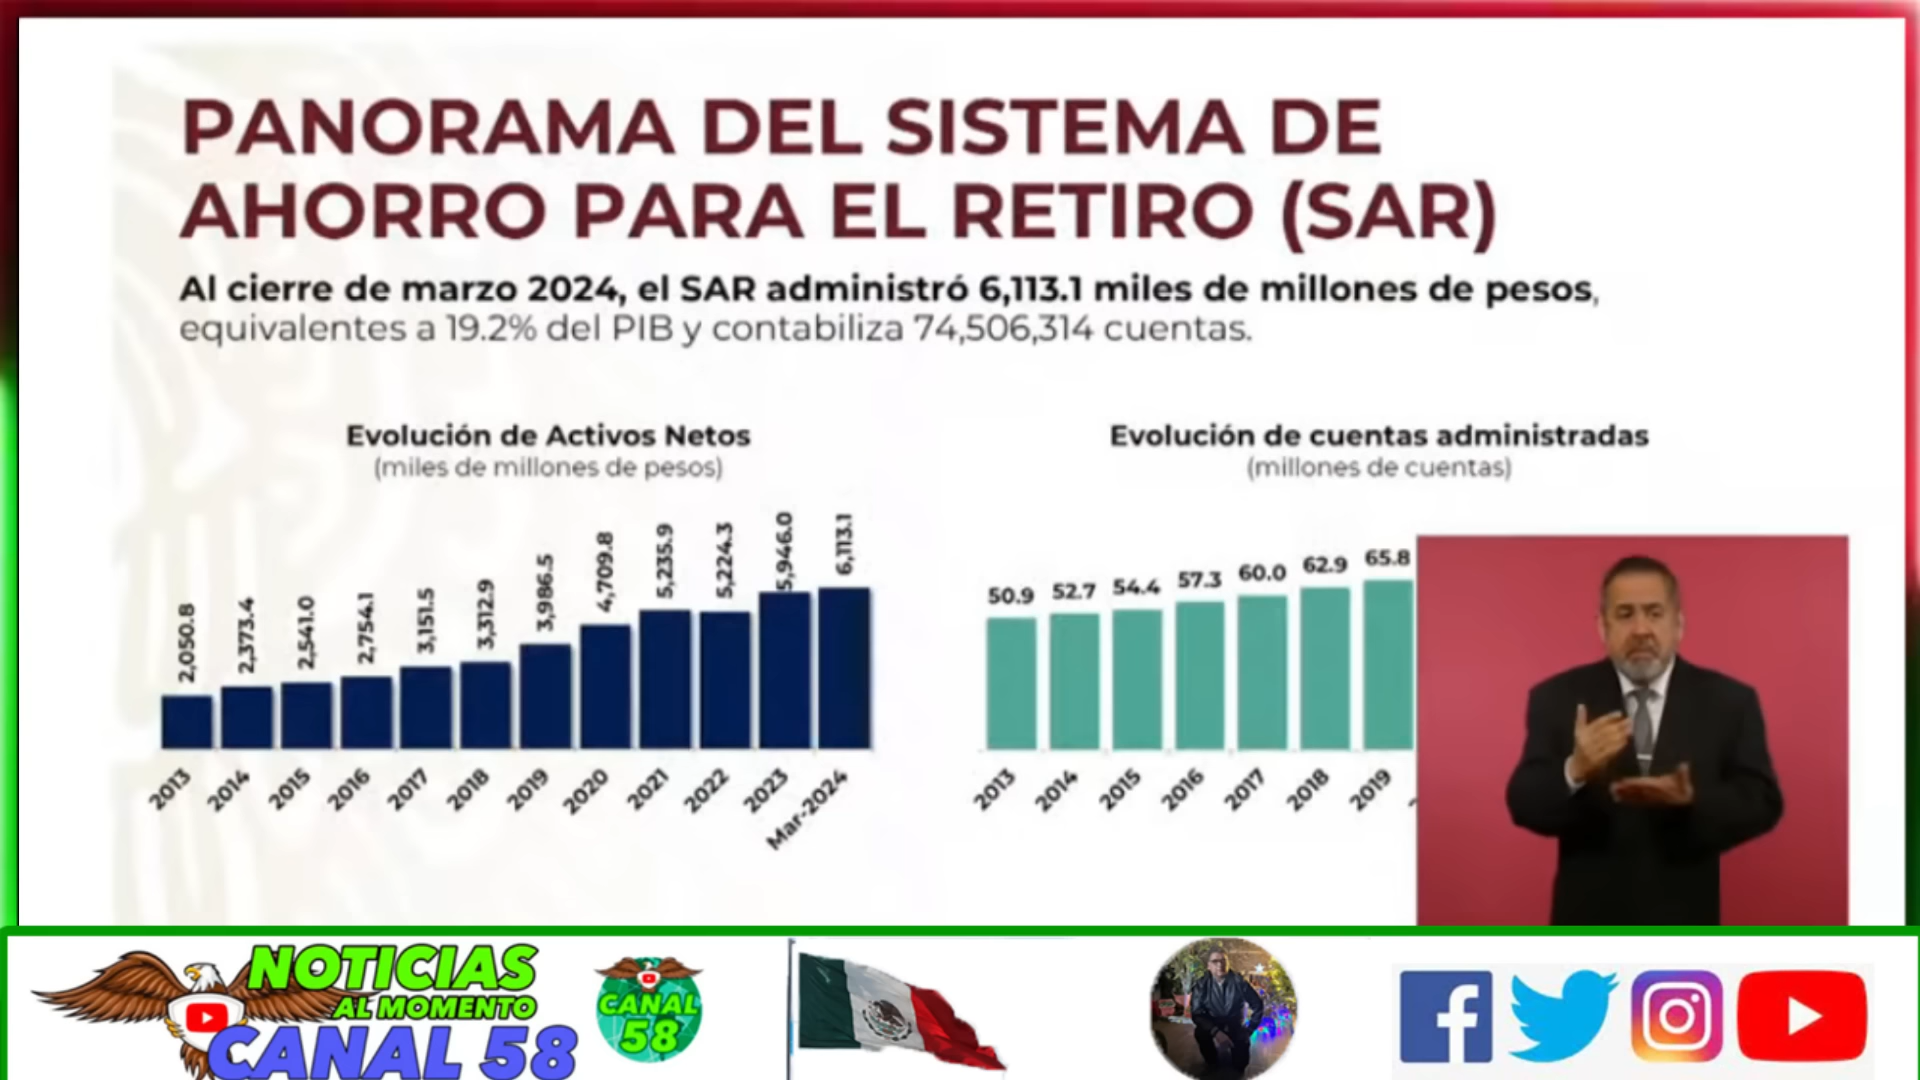 PANORAMA DEL SISTEMA DE
AHORRO PARA EL RETIRO (SAR)
Al cierre de marzo 2024, el SAR administró 6,113.1 miles de millones de pesos,
equivalentes a 19.2% del PIB y contabiliza 74,506,314 cuentas.
Evolución de Activos Netos
(miles de millones de pesos)
2,050.8
2,373.4
2,541.0
2,754.1
3,151.5
3,312.9
3,986.5
4,709.8
5,235.9
5,224.3
5,946.0
6,113.1
2013
2014
2015
2016
2017
2018
2019
2020
2021
2022
2023
Mar-2024
Evolución de cuentas administradas
(millones de cuentas)
50.9
52.7
54.4
57.3
60.0
62.9
65.8
2013
2014
2015
2016
2017
2018
2019
NOTICIAS
AL MOMENTO
CANAL 58
CANAL
58